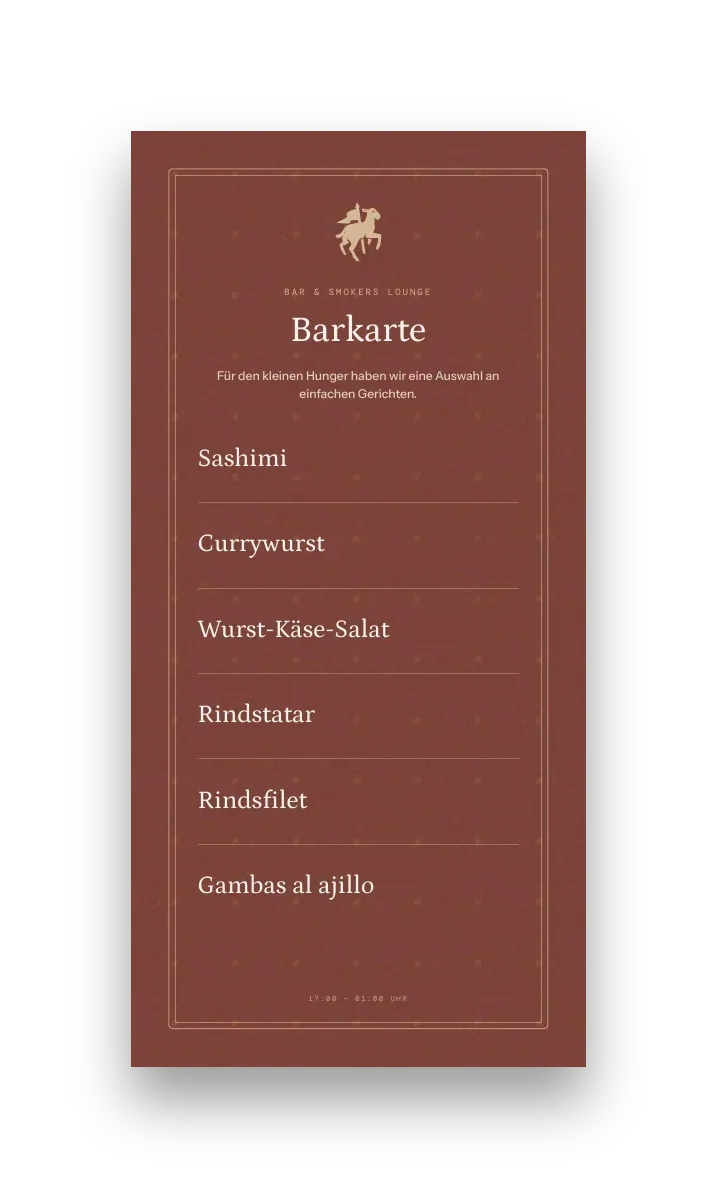 BAR & SMOKERS LOUNGE
Barkarte
Für den kleinen Hunger haben wir eine Auswahl an
einfachen Gerichten.
Sashimi
Currywurst
Wurst-Käse-Salat
Rindstatar
Rindsfilet
Gambas al ajillo
17:00 – 01:00 UHR